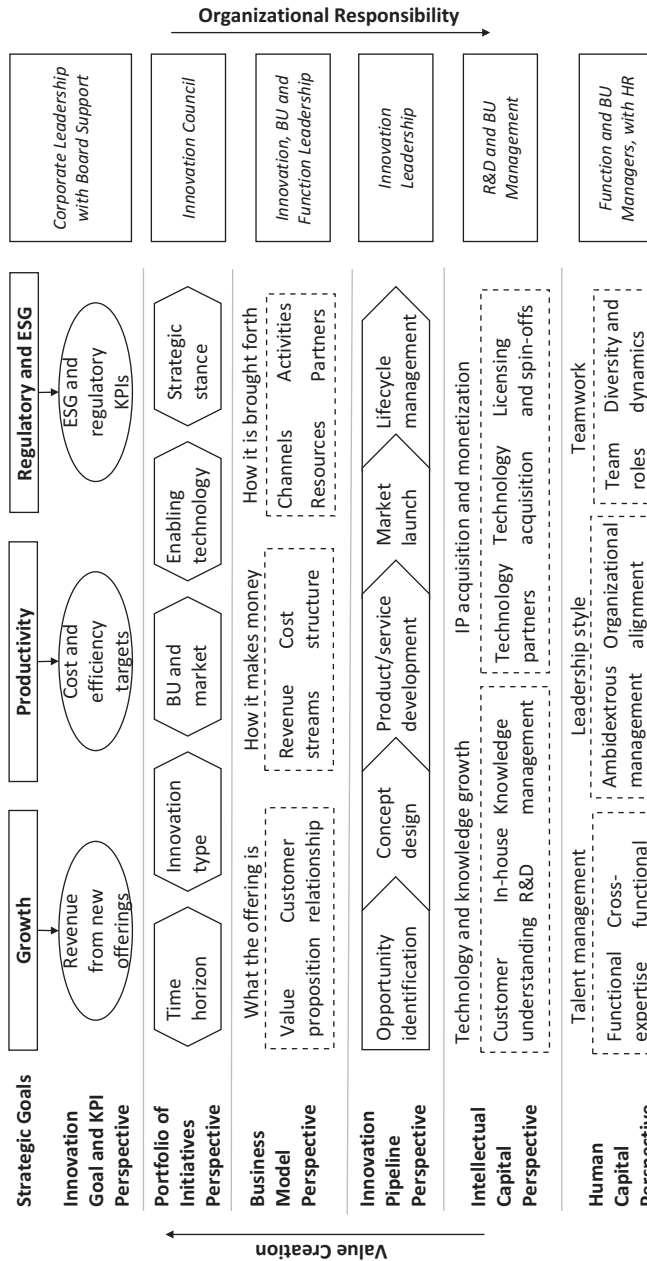 Strategic Goals
Growth
Productivity
Regulatory and ESG
Innovation
Goal and KPI
Perspective
Revenue
from new
offerings
Cost and
efficiency
targets
ESG and
regulatory
KPIs
Corporate Leadership
with Board Support
Portfolio of
Initiatives
Perspective
Time
horizon
Innovation
type
BU and
market
Enabling
technology
Strategic
stance
Innovation Council
Business
Model
Perspective
What the offering is
Value Customer
proposition relationship
How it makes money
Revenue Cost
streams structure
How it is brought forth
Channels Activities
Resources Partners
Innovation, BU and
Function Leadership
Innovation
Pipeline
Perspective
Opportunity
identification
Concept
design
Product/service
development
Market
launch
Lifecycle
management
Innovation
Leadership
Intellectual
Capital
Perspective
Technology and knowledge growth
Customer In-house Knowledge
understanding R&D management
IP acquisition and monetization
Technology Technology Licensing
partners acquisition and spin-offs
R&D and BU
Management
Human
Capital
Perspective
Talent management
Functional Cross-
expertise functional
Leadership style
Ambidextrous Organizational
management alignment
Teamwork
Team Diversity and
roles dynamics
Function and BU
Managers, with HR
Value Creation
Organizational Responsibility